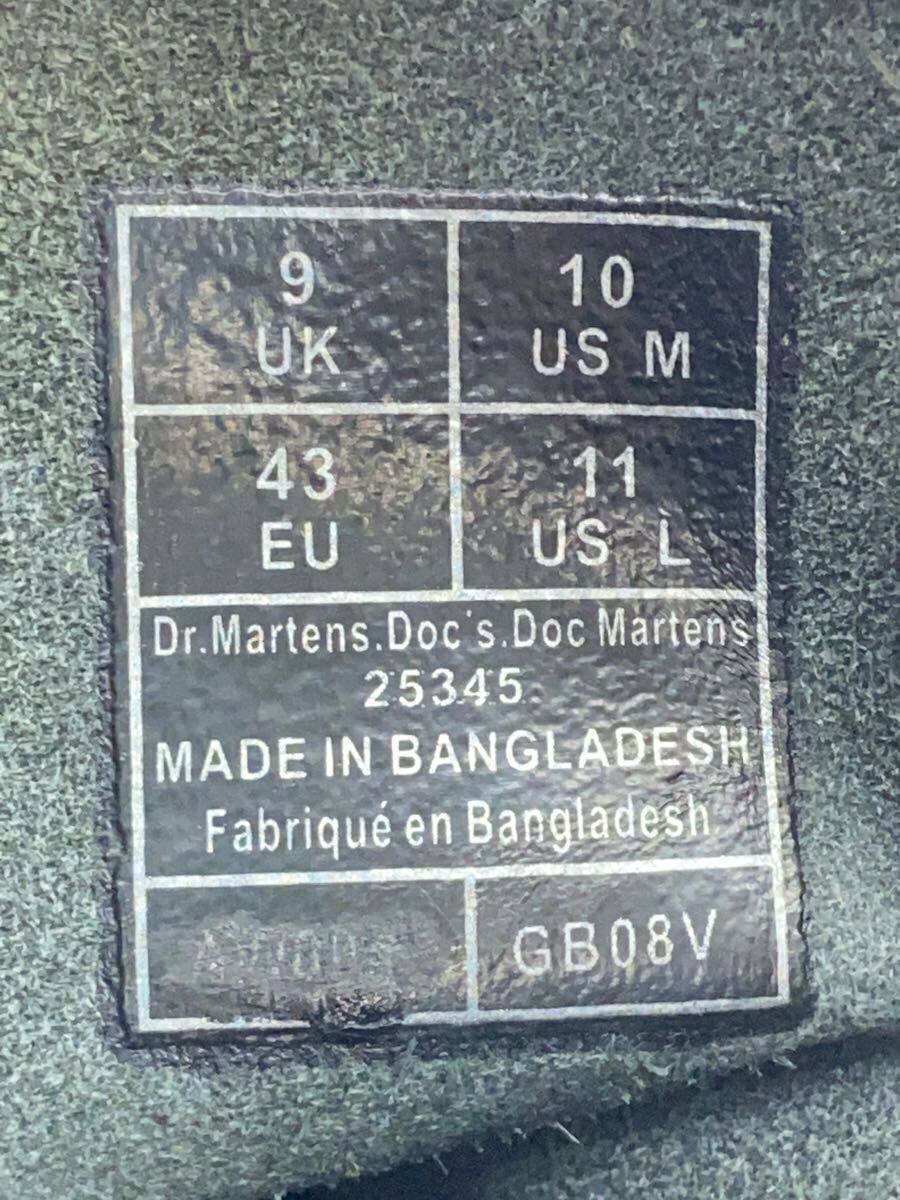 9
UK
10
US M
43
EU
11
US L
Dr.Martens.Doc's.Doc Martens
25345
MADE IN BANGLADESH
Fabriqué en Bangladesh
GB08V